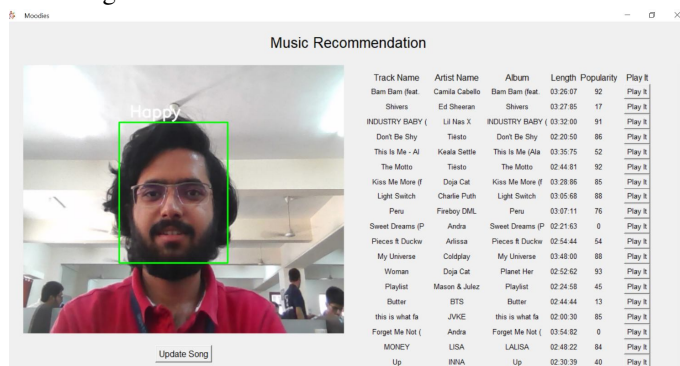 Moodies
Music Recommendation
Happy
Update Song
Track Name Artist Name Album Length Popularity Play It
Bam Bam (feat. Camila Cabello Bam Bam (feat. 03:26:07 92 Play It
Shivers Ed Sheeran Shivers 03:27:85 17 Play It
INDUSTRY BABY ( Lil Nas X INDUSTRY BABY ( 03:32:00 91 Play It
Don't Be Shy Tiësto Don't Be Shy 02:20:50 86 Play It
This Is Me - Al Keala Settle This Is Me (Ala 03:35:75 52 Play It
The Motto Tiësto The Motto 02:44:81 92 Play It
Kiss Me More (f Doja Cat Kiss Me More (f 03:28:86 85 Play It
Light Switch Charlie Puth Light Switch 03:05:68 88 Play It
Peru Fireboy DML Peru 03:07:11 76 Play It
Sweet Dreams (P Andra Sweet Dreams (P 02:21:63 0 Play It
Pieces ft Duckw Arlissa Pieces ft Duckw 02:54:44 54 Play It
My Universe Coldplay My Universe 03:48:00 88 Play It
Woman Doja Cat Planet Her 02:52:62 93 Play It
Playlist Mason & Julez Playlist 02:24:58 45 Play It
Butter BTS Butter 02:44:44 13 Play It
this is what fa JVKE this is what fa 02:00:30 85 Play It
Forget Me Not ( Andra Forget Me Not ( 03:54:82 0 Play It
MONEY LISA LALISA 02:48:22 84 Play It
Up INNA Up 02:30:39 40 Play It